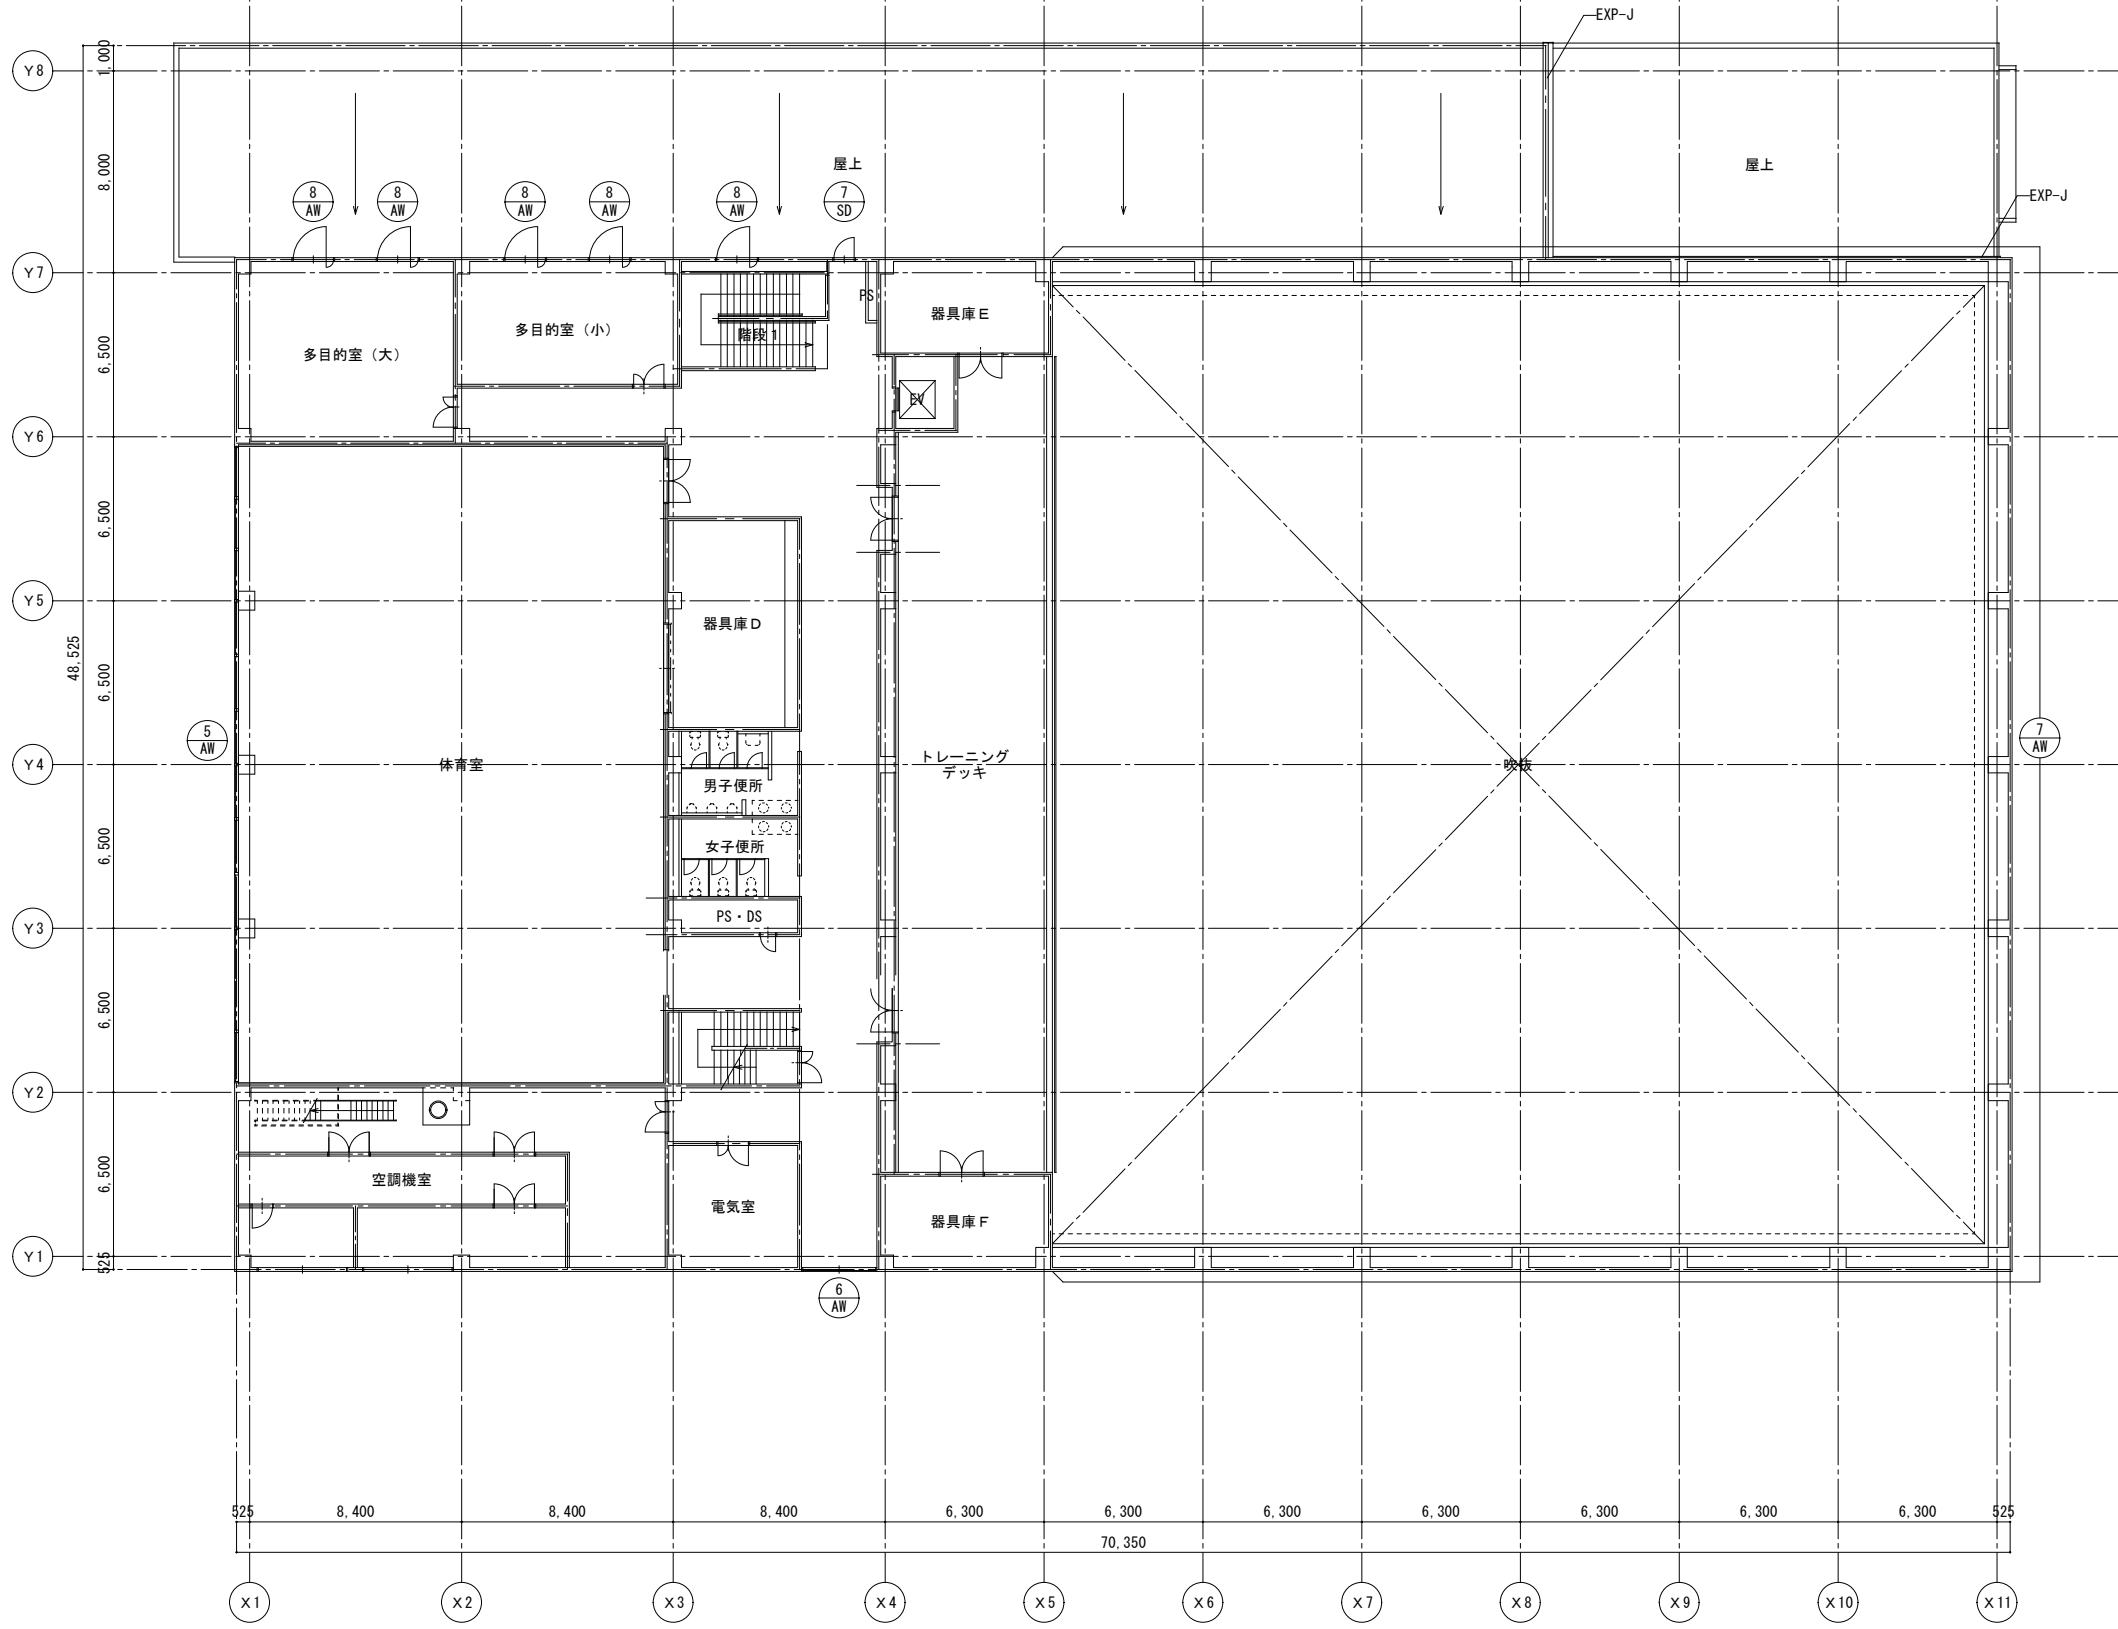 EXP-J
Y8
1,000
8,000
屋上
屋上
EXP-J
8
AW
8
AW
8
AW
8
AW
8
AW
7
SD
Y7
PS
器具庫E
多目的室（小）
階段1
多目的室（大）
6,500
EV
Y6
6,500
Y5
器具庫D
48,525
6,500
5
AW
7
AW
Y4
体育室
トレーニング
デッキ
吹抜
男子便所
6,500
女子便所
PS・DS
Y3
6,500
Y2
6,500
空調機室
電気室
器具庫F
Y1
525
6
AW
525
8,400
8,400
8,400
6,300
6,300
6,300
6,300
6,300
6,300
6,300
525
70,350
X1
X2
X3
X4
X5
X6
X7
X8
X9
X10
X11